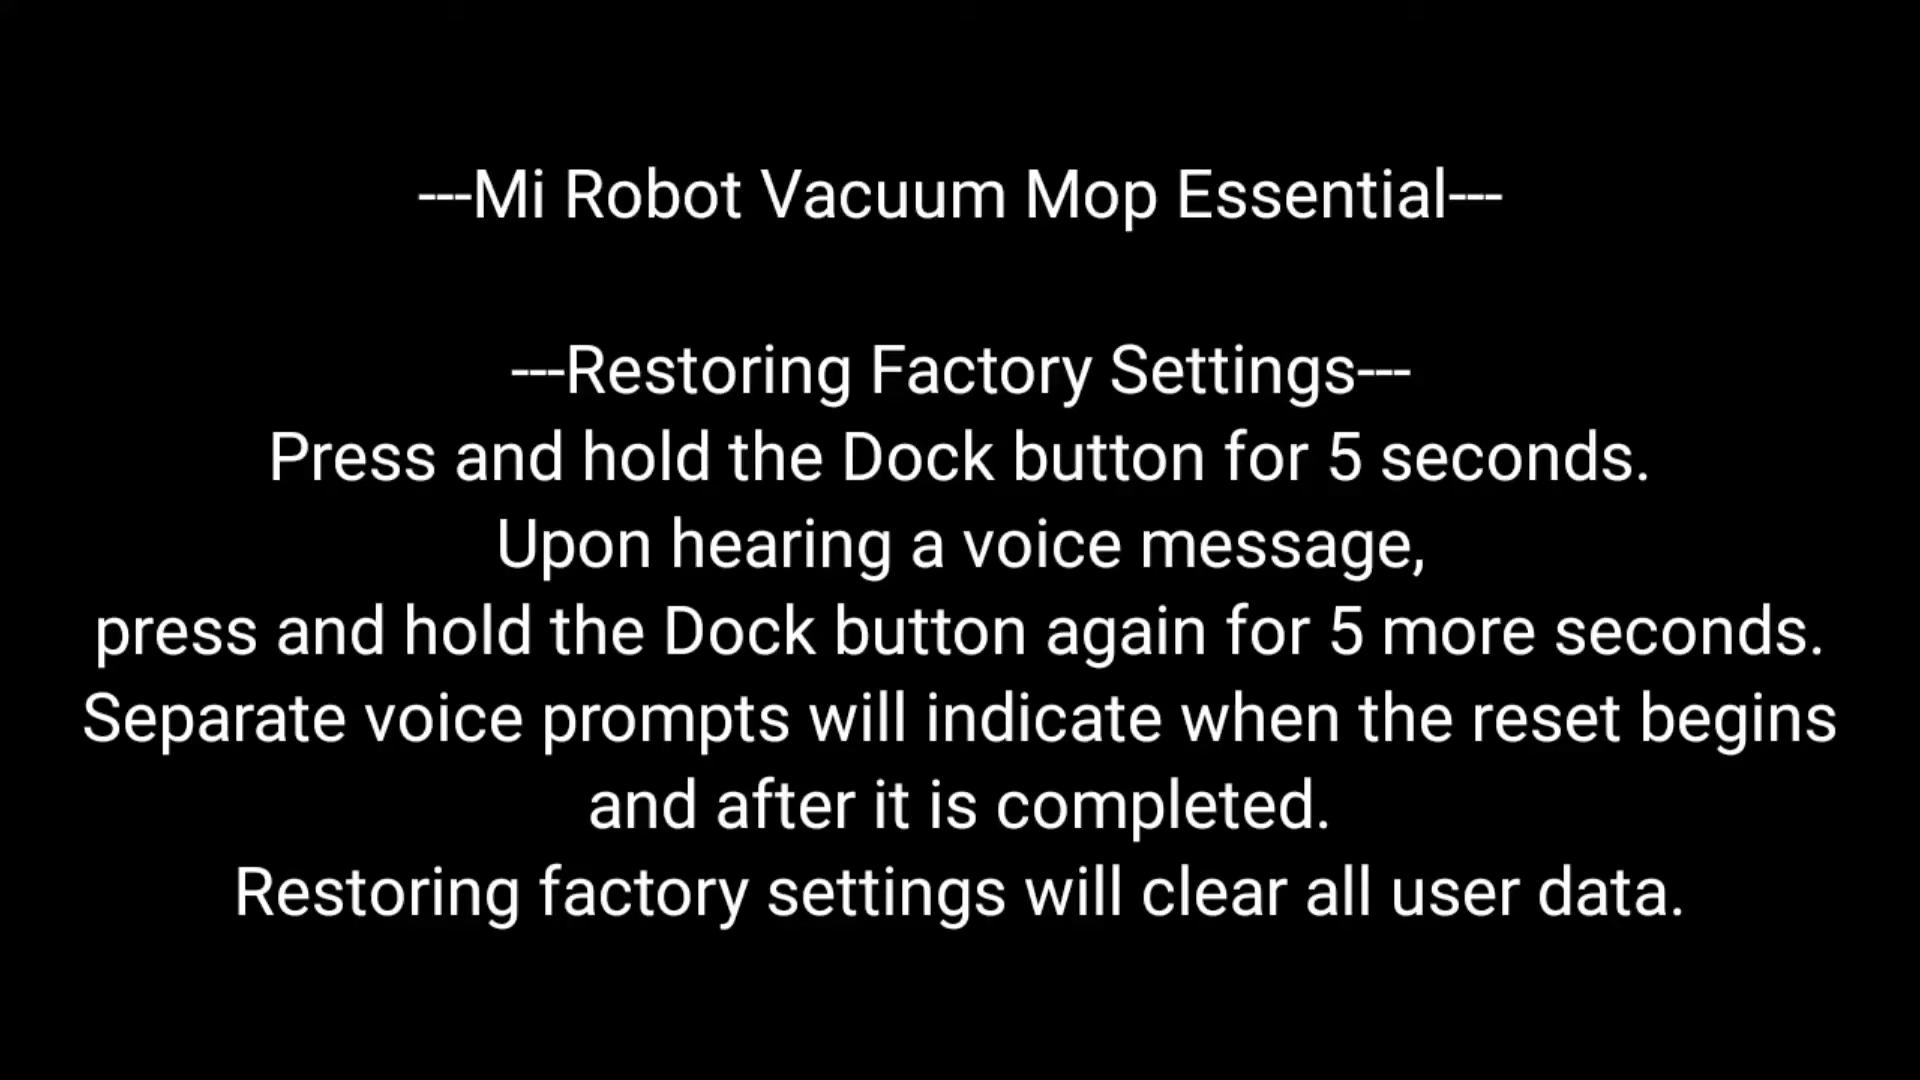 ---Mi Robot Vacuum Mop Essential---
---Restoring Factory Settings---
Press and hold the Dock button for 5 seconds.
Upon hearing a voice message,
press and hold the Dock button again for 5 more seconds.
Separate voice prompts will indicate when the reset begins
and after it is completed.
Restoring factory settings will clear all user data.